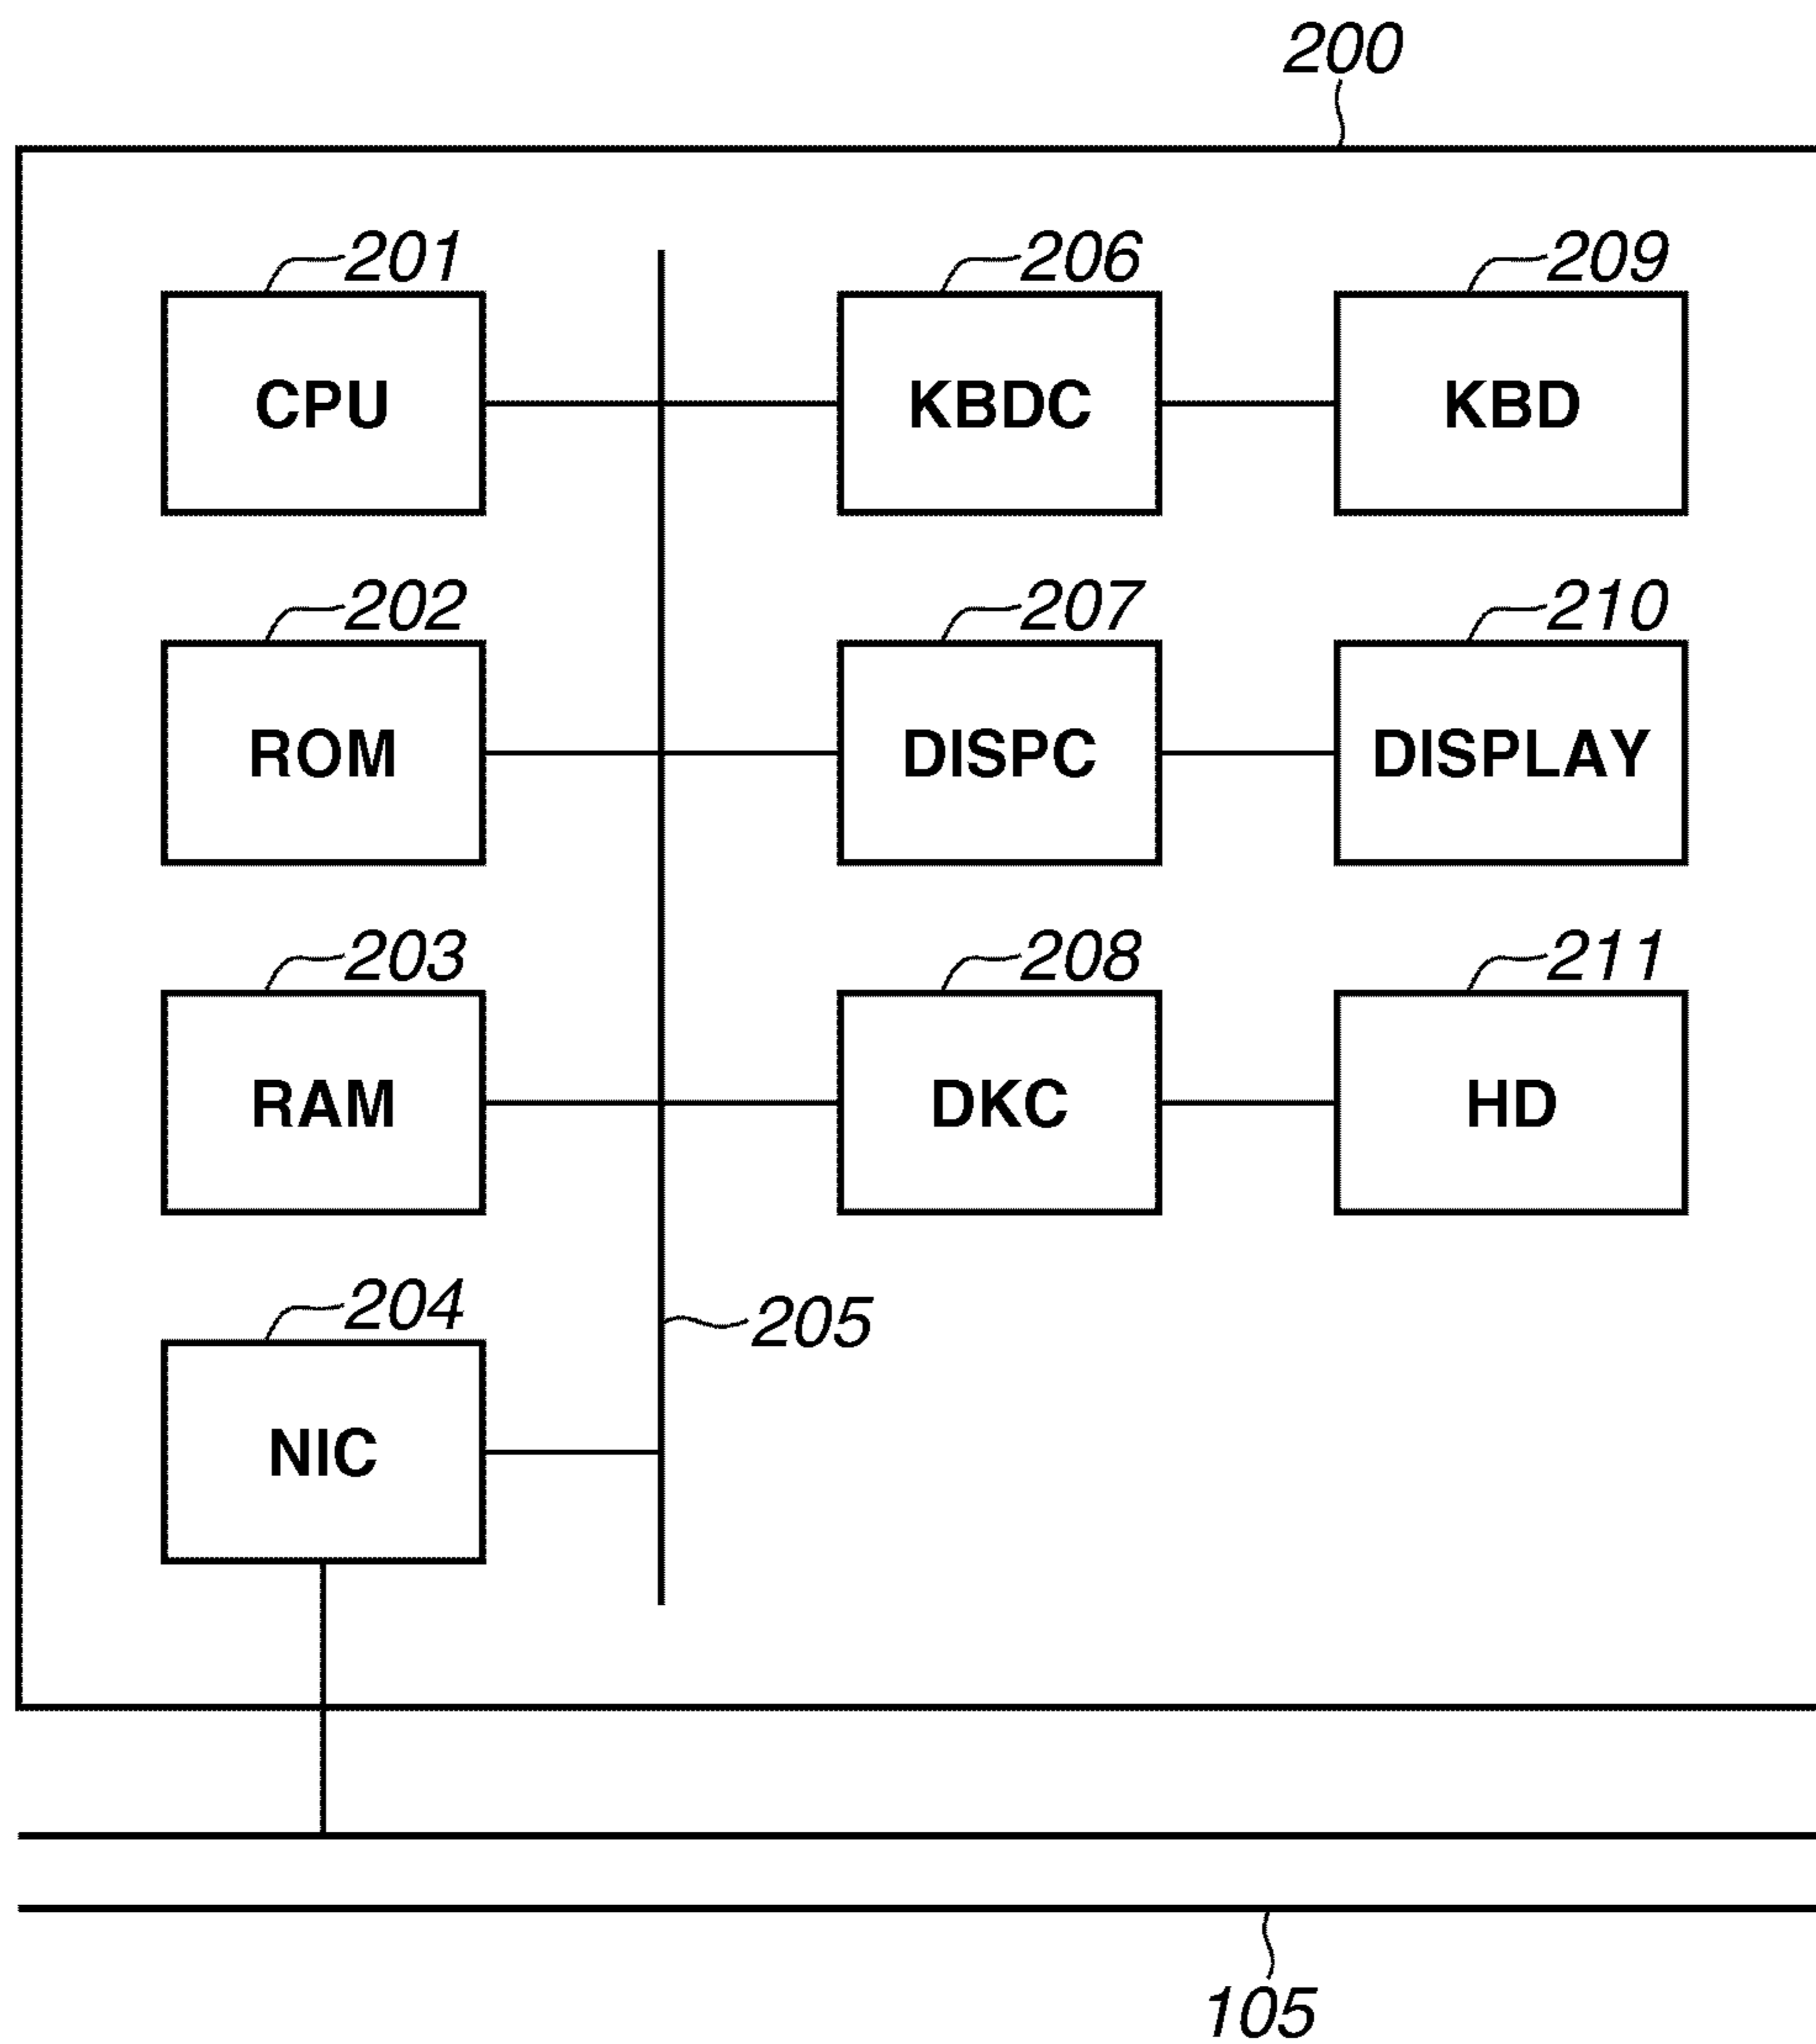 200
201
206
209
CPU
KBDC
KBD
202
207
210
ROM
DISPC
DISPLAY
203
208
211
RAM
DKC
HD
204
205
NIC
105